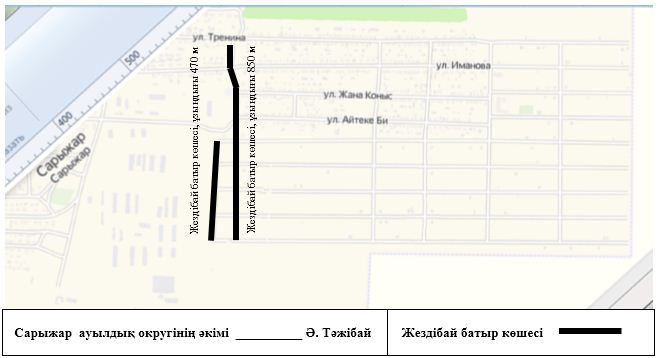 ул. Тренина
500
ул. Иманова
ул. Жана Коныс
ул. Айтеке Би
400
Сарыжар
Сарыжар
Жездібай батыр көшесі, ұзындығы 470 м
Жездібай батыр көшесі, ұзындығы 850 м
Сарыжар ауылдық округінің әкімі __________ Ә. Тәжібай
Жездібай батыр көшесі